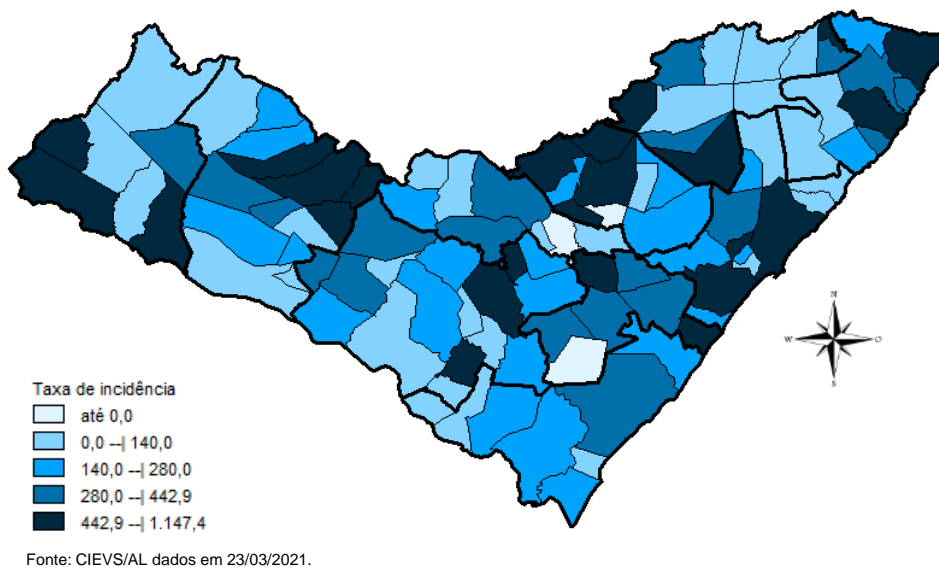 N
W
O
S
Taxa de incidência
até 0,0
0,0 --| 140,0
140,0 --| 280,0
280,0 --| 442,9
442,9 --| 1.147,4
Fonte: CIEVS/AL dados em 23/03/2021.